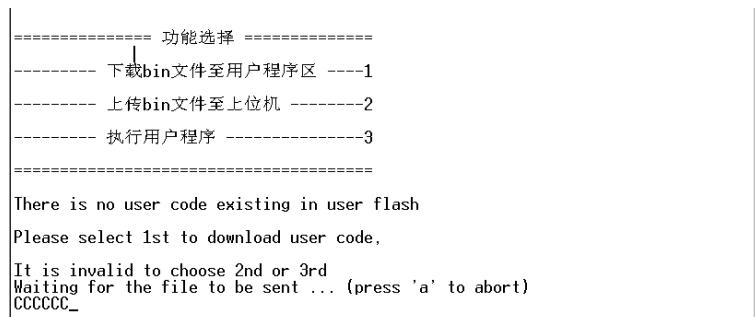 =============== 功能选择 ==============
--------- 下载bin文件至用户程序区 ----1
--------- 上传bin文件至上位机 --------2
--------- 执行用户程序 ---------------3
=======================================
There is no user code existing in user flash
Please select 1st to download user code,
It is invalid to choose 2nd or 3rd
Waiting for the file to be sent ... (press 'a' to abort)
CCCCCC_